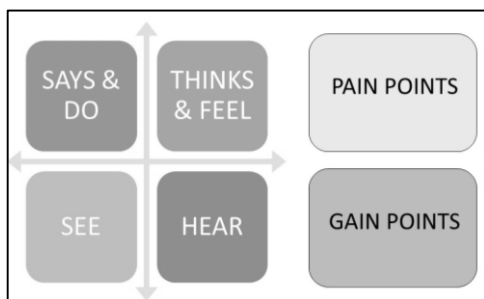 SAYS &
DO
THINKS
& FEEL
PAIN POINTS
SEE
HEAR
GAIN POINTS